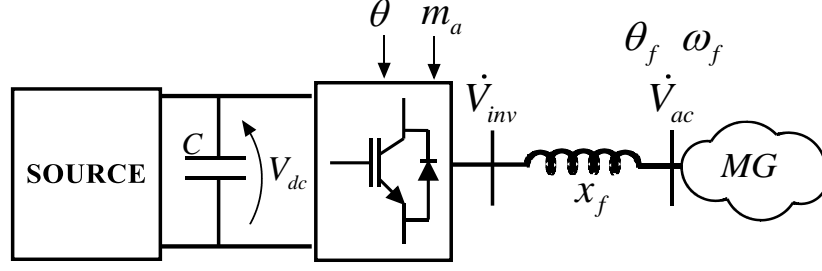 θ m_a
θ_f ω_f
V̇_inv V̇_ac
C
SOURCE V_dc MG
x_f